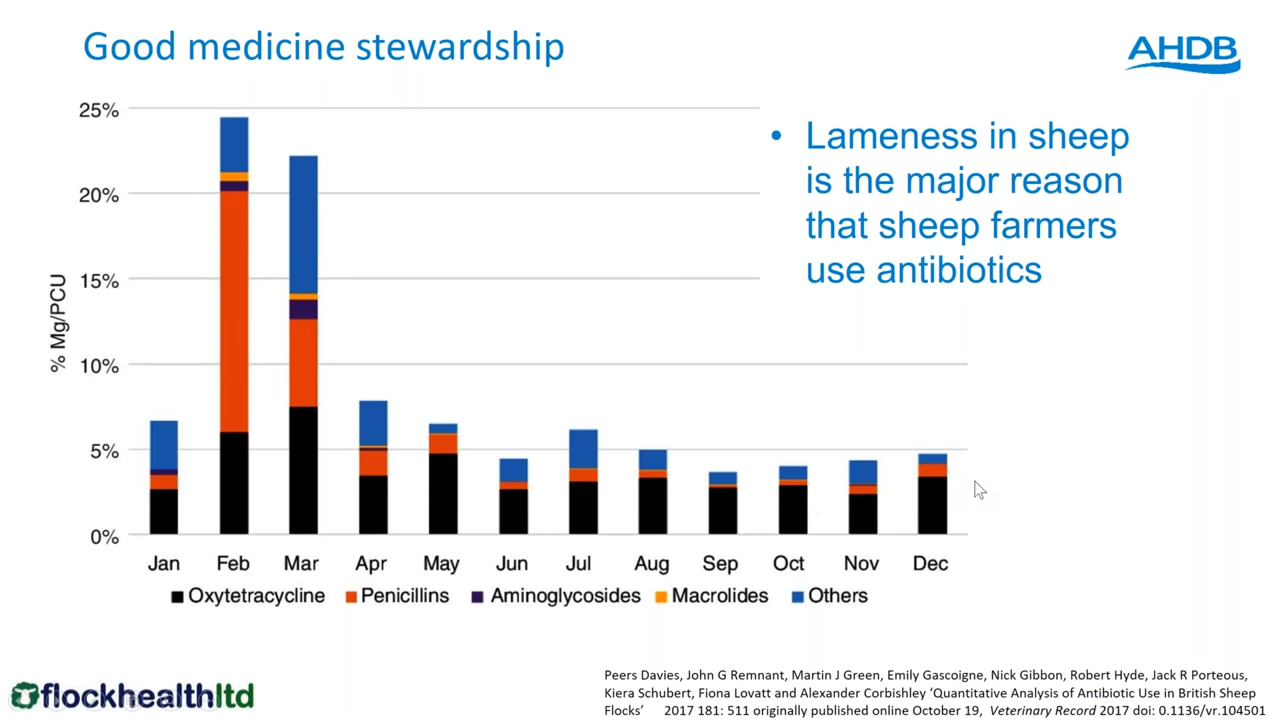 Good medicine stewardship
AHDB
25%
20%
15%
10%
5%
0%
% Mg/PCU
Jan Feb Mar Apr May Jun Jul Aug Sep Oct Nov Dec
Oxytetracycline Penicillins Aminoglycosides Macrolides Others
• Lameness in sheep
is the major reason
that sheep farmers
use antibiotics
flockhealthltd
Peers Davies, John G Remnant, Martin J Green, Emily Gascoigne, Nick Gibbon, Robert Hyde, Jack R Porteous,
Kiera Schubert, Fiona Lovatt and Alexander Corbishley ‘Quantitative Analysis of Antibiotic Use in British Sheep
Flocks’ 2017 181: 511 originally published online October 19, Veterinary Record 2017 doi: 0.1136/vr.104501